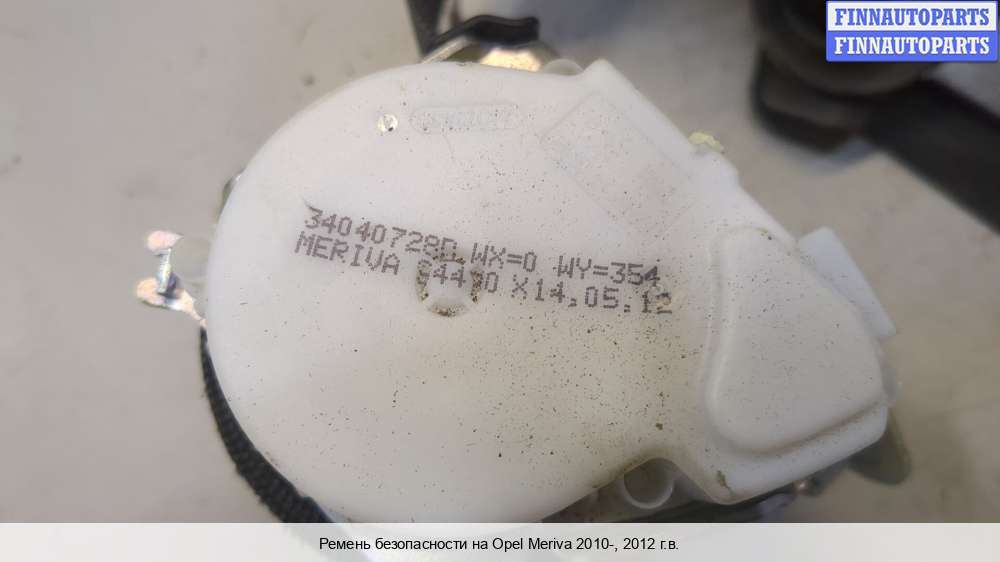 FINNAUTOPARTS
FINNAUTOPARTS
34040728D WX=0 WY=354
MERIVA X14,05,12
Ремень безопасности на Opel Meriva 2010-, 2012 г.в.